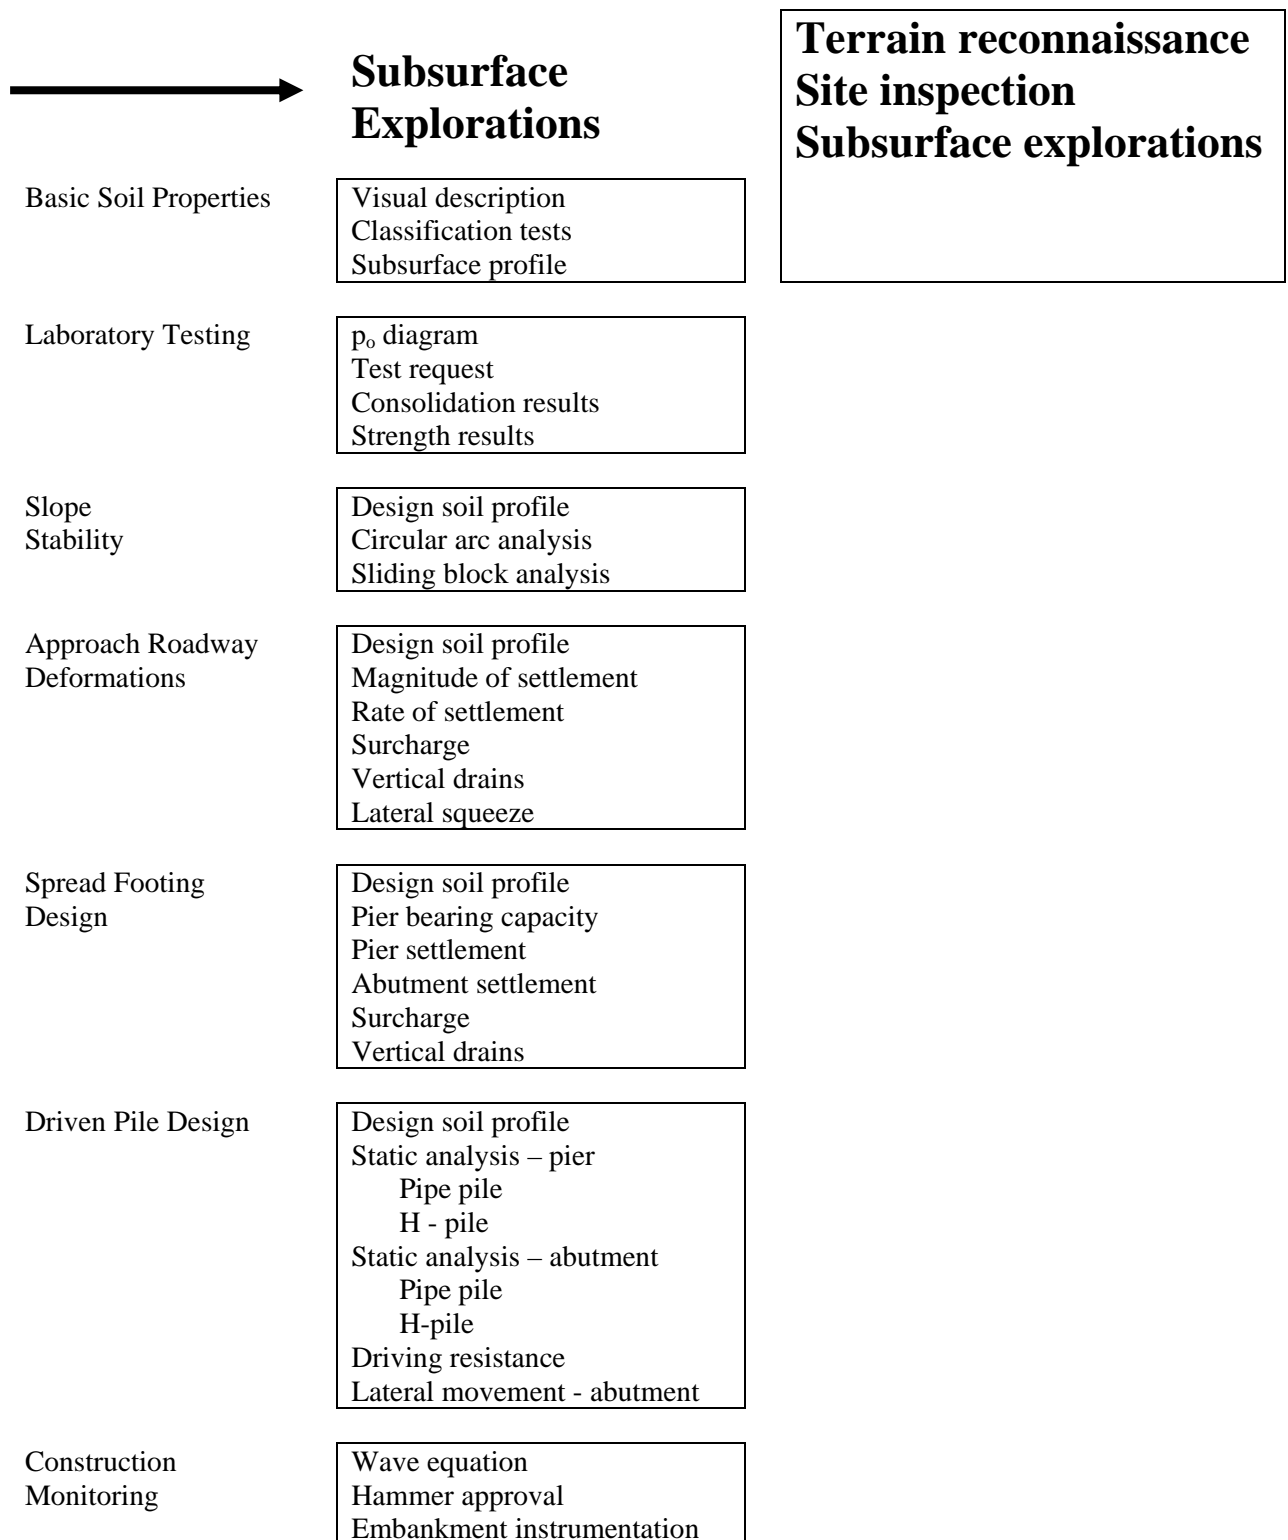 Subsurface
Explorations
Terrain reconnaissance
Site inspection
Subsurface explorations
Basic Soil Properties
Visual description
Classification tests
Subsurface profile
Laboratory Testing
pₒ diagram
Test request
Consolidation results
Strength results
Slope
Stability
Design soil profile
Circular arc analysis
Sliding block analysis
Approach Roadway
Deformations
Design soil profile
Magnitude of settlement
Rate of settlement
Surcharge
Vertical drains
Lateral squeeze
Spread Footing
Design
Design soil profile
Pier bearing capacity
Pier settlement
Abutment settlement
Surcharge
Vertical drains
Driven Pile Design
Design soil profile
Static analysis – pier
Pipe pile
H - pile
Static analysis – abutment
Pipe pile
H-pile
Driving resistance
Lateral movement - abutment
Construction
Monitoring
Wave equation
Hammer approval
Embankment instrumentation